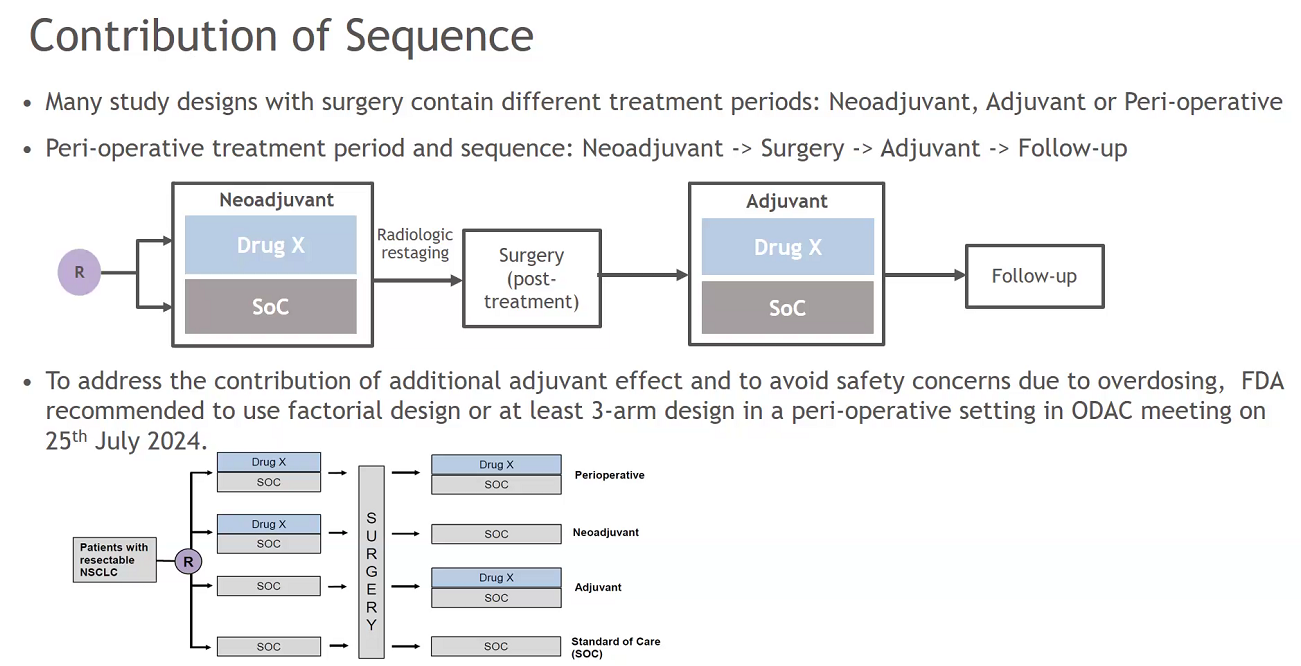 Contribution of Sequence
• Many study designs with surgery contain different treatment periods: Neoadjuvant, Adjuvant or Peri-operative
• Peri-operative treatment period and sequence: Neoadjuvant -> Surgery -> Adjuvant -> Follow-up
R
Neoadjuvant
Drug X
SoC
Radiologic
restaging
Surgery
(post-
treatment)
Adjuvant
Drug X
SoC
Follow-up
• To address the contribution of additional adjuvant effect and to avoid safety concerns due to overdosing, FDA
recommended to use factorial design or at least 3-arm design in a peri-operative setting in ODAC meeting on
25th July 2024.
Patients with
resectable
NSCLC
R
Drug X
SOC
Drug X
SOC
SOC
SOC
SURGERY
Drug X
SOC
Perioperative
SOC
Neoadjuvant
Drug X
SOC
Adjuvant
SOC
Standard of Care
(SOC)